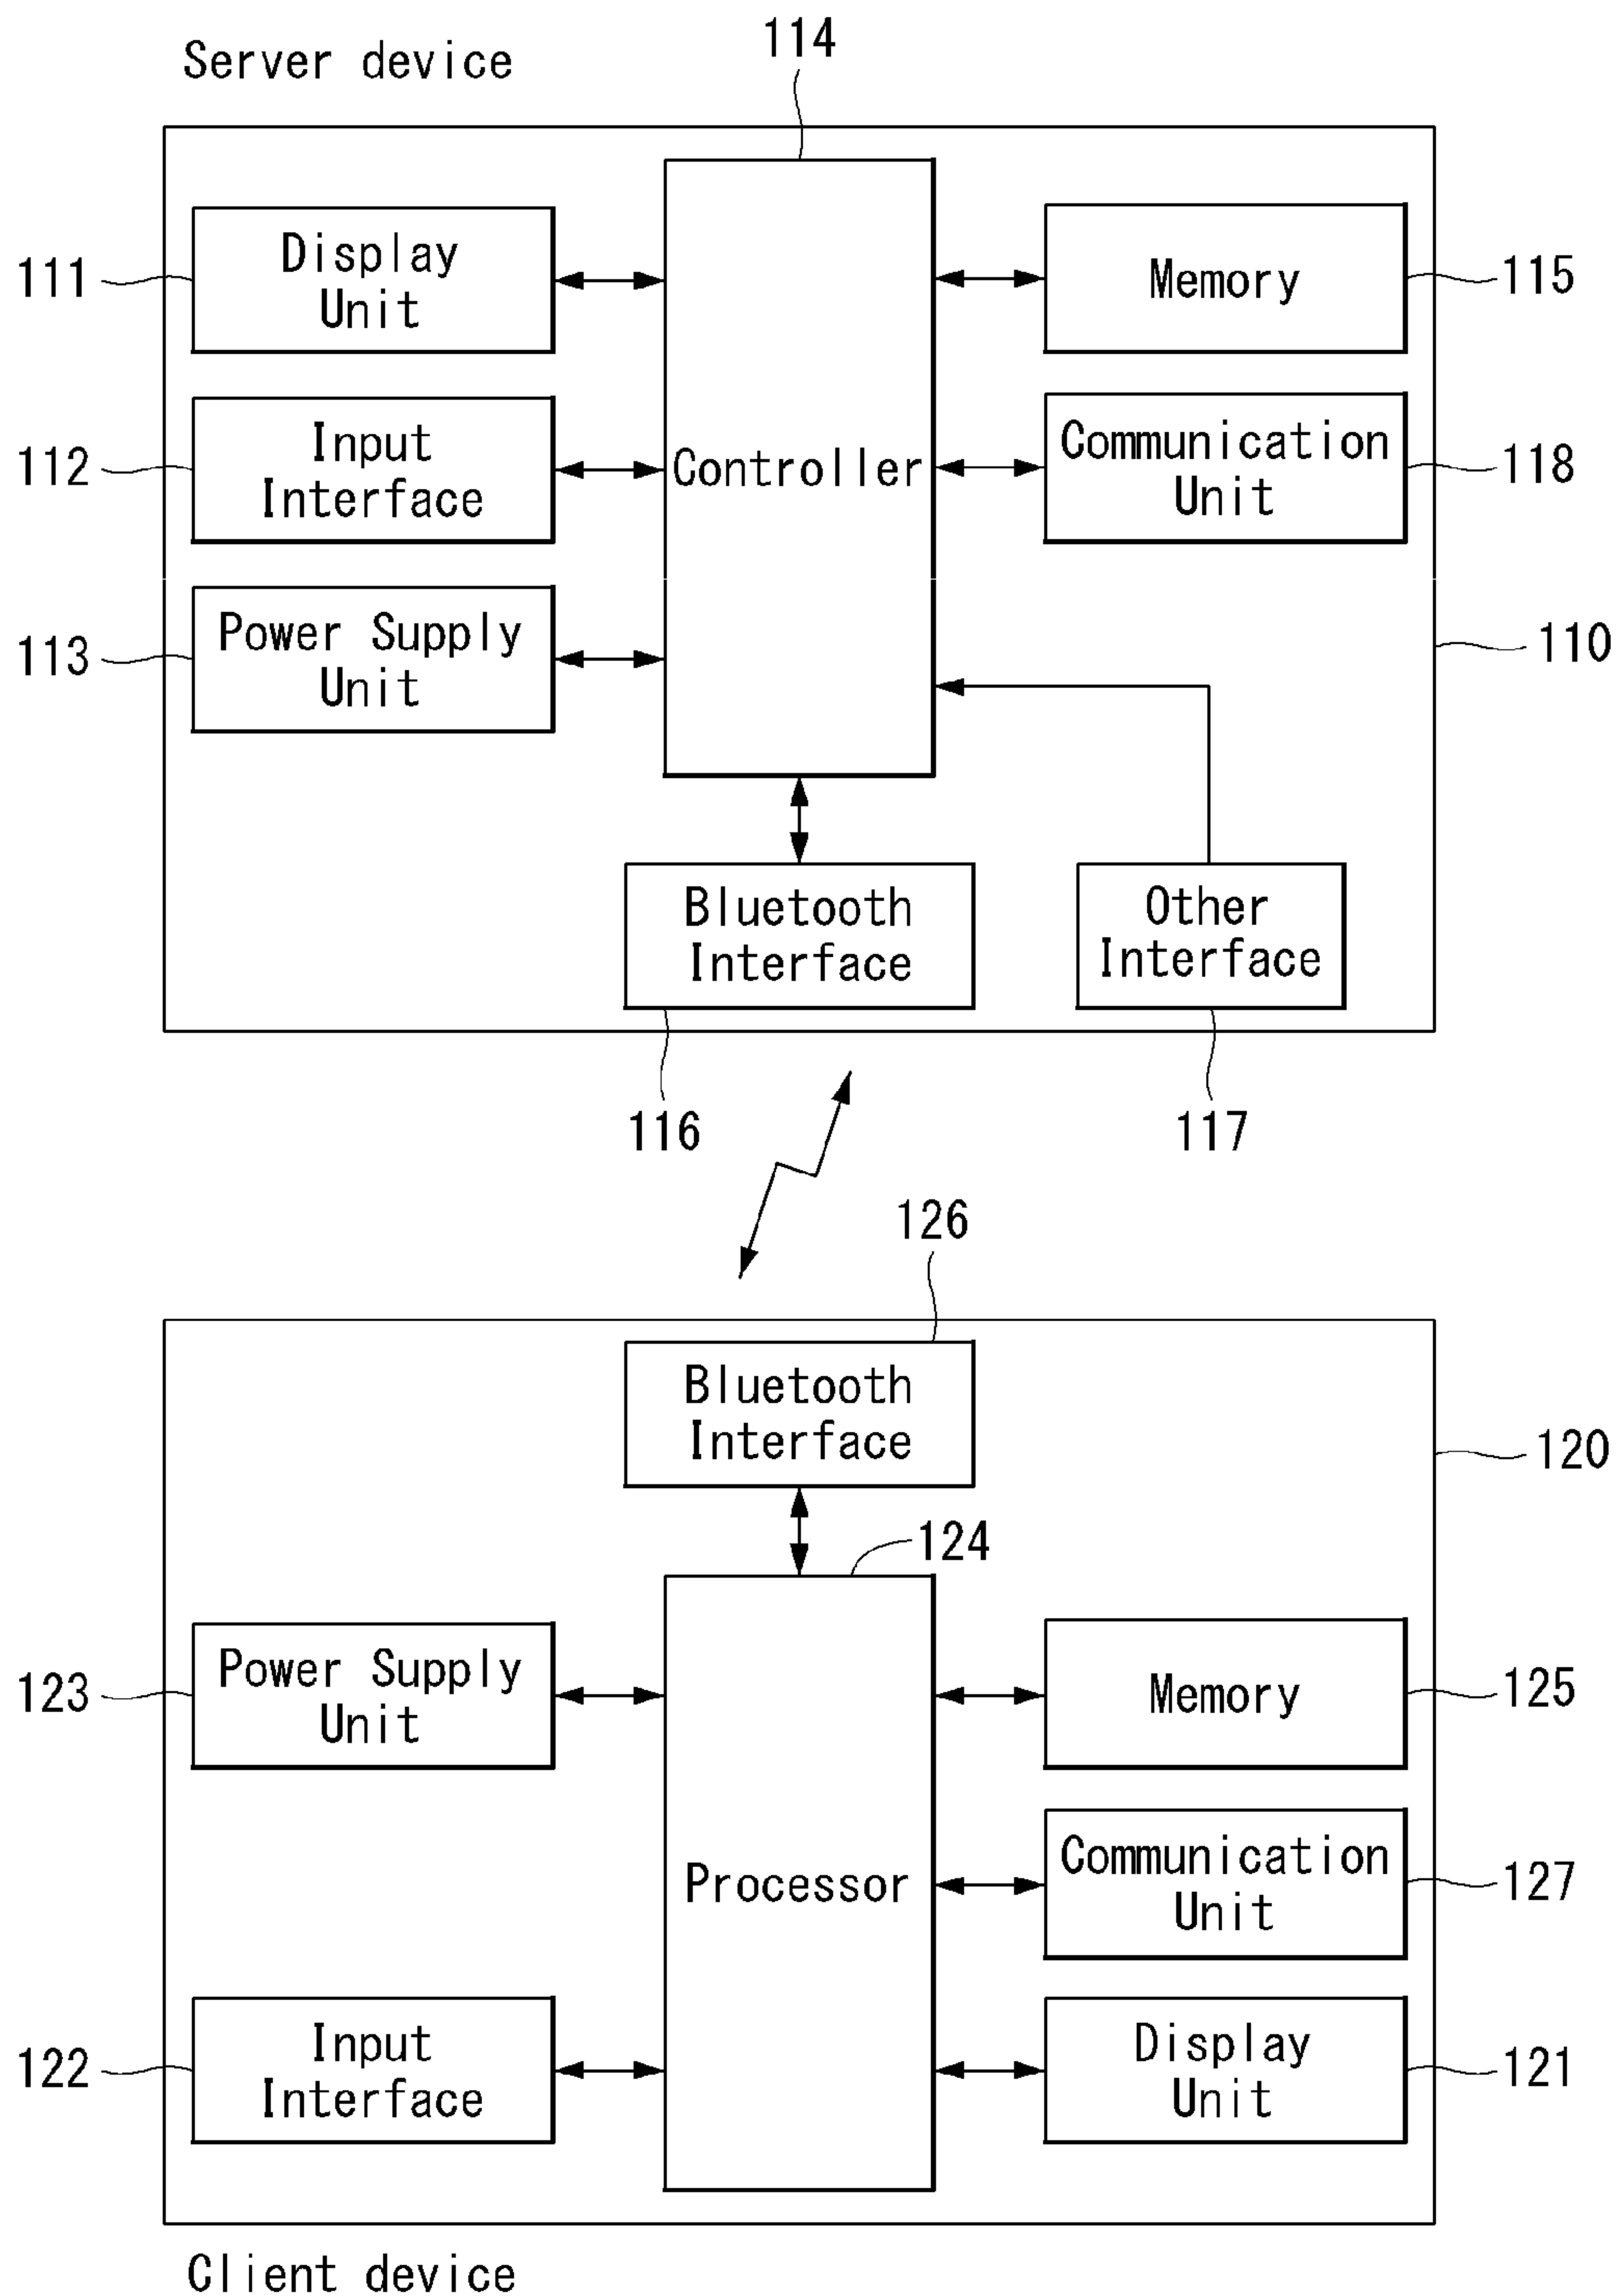 Server device
114
111
Display
Unit
Memory
115
112
Input
Interface
Controller
Communication
Unit
118
113
Power Supply
Unit
110
Bluetooth
Interface
Other
Interface
116
117
126
Bluetooth
Interface
120
124
123
Power Supply
Unit
Memory
125
Processor
Communication
Unit
127
122
Input
Interface
Display
Unit
121
Client device